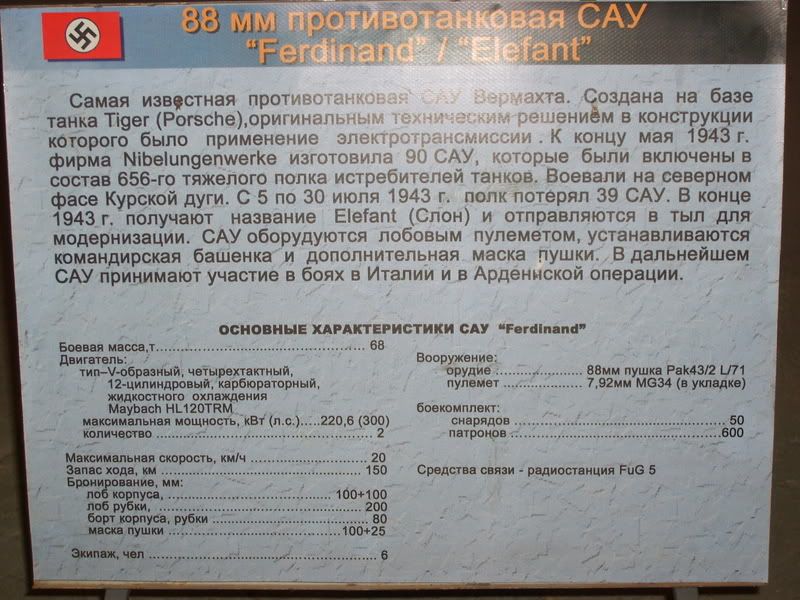 88 мм противотанковая САУ
“Ferdinand” / “Elefant”
Самая известная противотанковая САУ Вермахта. Создана на базе
танка Tiger (Porsche),оригинальным техническим решением в конструкции
которого было применение электротрансмиссии . К концу мая 1943 г.
фирма Nibelungenwerke изготовила 90 САУ, которые были включены в
состав 656-го тяжелого полка истребителей танков. Воевали на северном
фасе Курской дуги. С 5 по 30 июля 1943 г. полк потерял 39 САУ. В конце
1943 г. получают название Elefant (Слон) и отправляются в тыл для
модернизации. САУ оборудуются лобовым пулеметом, устанавливаются
командирская башенка и дополнительная маска пушки. В дальнейшем
САУ принимают участие в боях в Италии и в Арденнской операции.
ОСНОВНЫЕ ХАРАКТЕРИСТИКИ САУ “Ferdinand”
Боевая масса,т........................................................ 68
Двигатель:
тип–V-образный, четырехтактный,
12-цилиндровый, карбюраторный,
жидкостного охлаждения
Maybach HL120TRM
максимальная мощность, кВт (л.с.).....220,6 (300)
количество ...................................................... 2
Максимальная скорость, км/ч ................................ 20
Запас хода, км ...................................................... 150
Бронирование, мм:
лоб корпуса, ........................................ 100+100
лоб рубки, .................................................. 200
борт корпуса, рубки ...................................... 80
маска пушки ..........................................100+25
Экипаж, чел ........................................................ 6
Вооружение:
орудие ...................... 88мм пушка Pak43/2 L/71
пулемет ....................7,92мм MG34 (в укладке)
боекомплект:
снарядов ........................................................ 50
патронов ......................................................600
Средства связи - радиостанция FuG 5